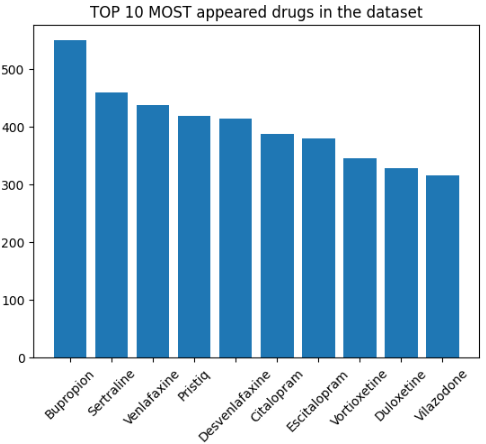 TOP 10 MOST appeared drugs in the dataset
500
400
300
200
100
0
Bupropion
Sertraline
Venlafaxine
Pristiq
Desvenlafaxine
Citalopram
Escitalopram
Vortioxetine
Duloxetine
Vilazodone